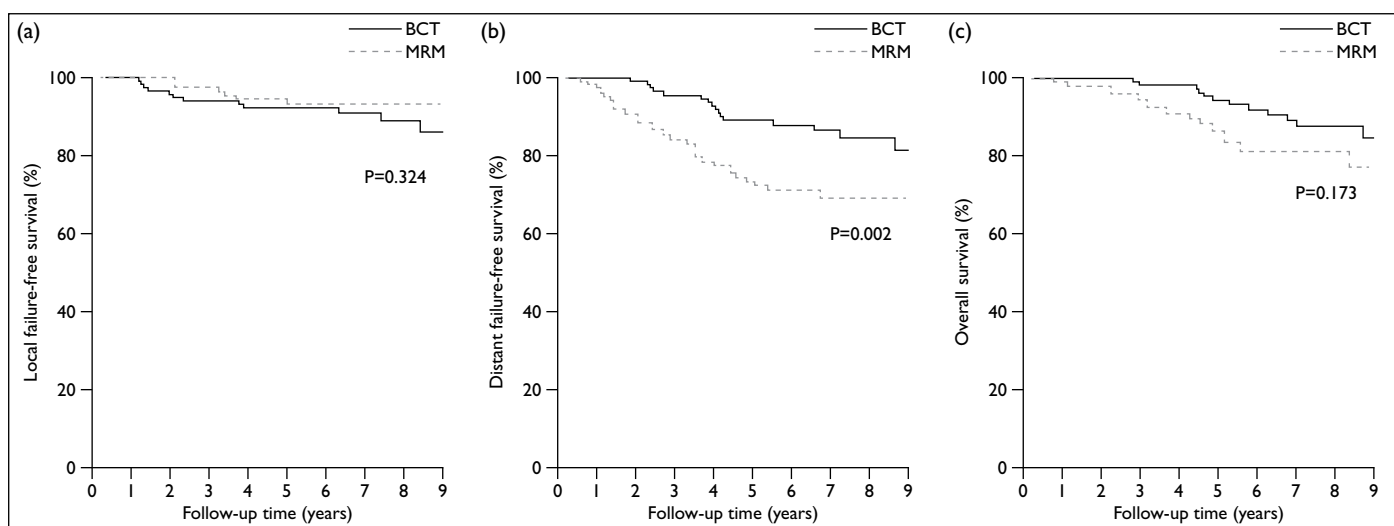 (a)
BCT
MRM
100
80
60
40
20
0
Local failure-free survival (%)
P=0.324
0 1 2 3 4 5 6 7 8 9
Follow-up time (years)
(b)
BCT
MRM
100
80
60
40
20
0
Distant failure-free survival (%)
P=0.002
0 1 2 3 4 5 6 7 8 9
Follow-up time (years)
(c)
BCT
MRM
100
80
60
40
20
0
Overall survival (%)
P=0.173
0 1 2 3 4 5 6 7 8 9
Follow-up time (years)